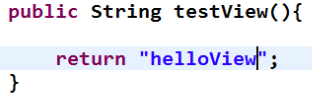 public String testView(){
return "helloView";
}